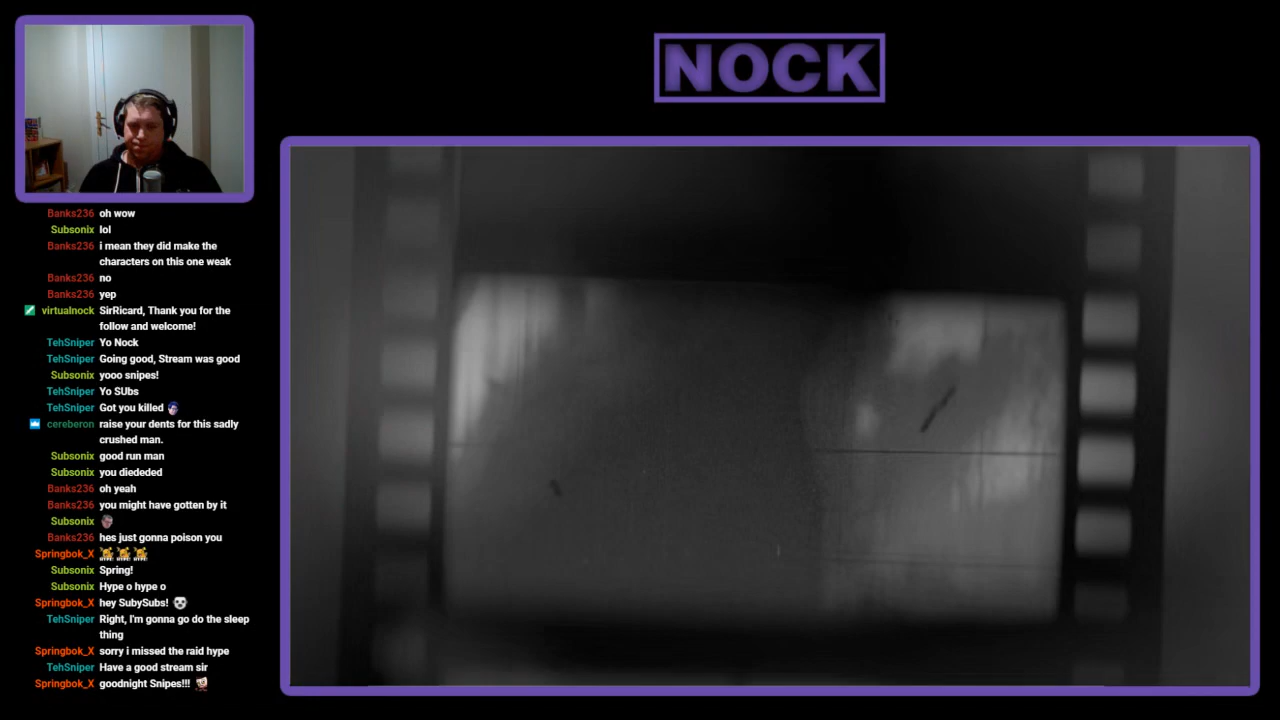 NOCK
Banks236 oh wow
Subsonix lol
Banks236 i mean they did make the
characters on this one weak
Banks236 no
Banks236 yep
virtualnock SirRicard, Thank you for the
follow and welcome!
TehSniper Yo Nock
TehSniper Going good, Stream was good
Subsonix yooo snipes!
TehSniper Yo SUbs
TehSniper Got you killed
cereberon raise your dents for this sadly
crushed man.
Subsonix good run man
Subsonix you diededed
Banks236 oh yeah
Banks236 you might have gotten by it
Subsonix
Banks236 hes just gonna poison you
Springbok_X
Subsonix Spring!
Subsonix Hype o hype o
Springbok_X hey SubySubs!
TehSniper Right, I'm gonna go do the sleep
thing
Springbok_X sorry i missed the raid hype
TehSniper Have a good stream sir
Springbok_X goodnight Snipes!!!